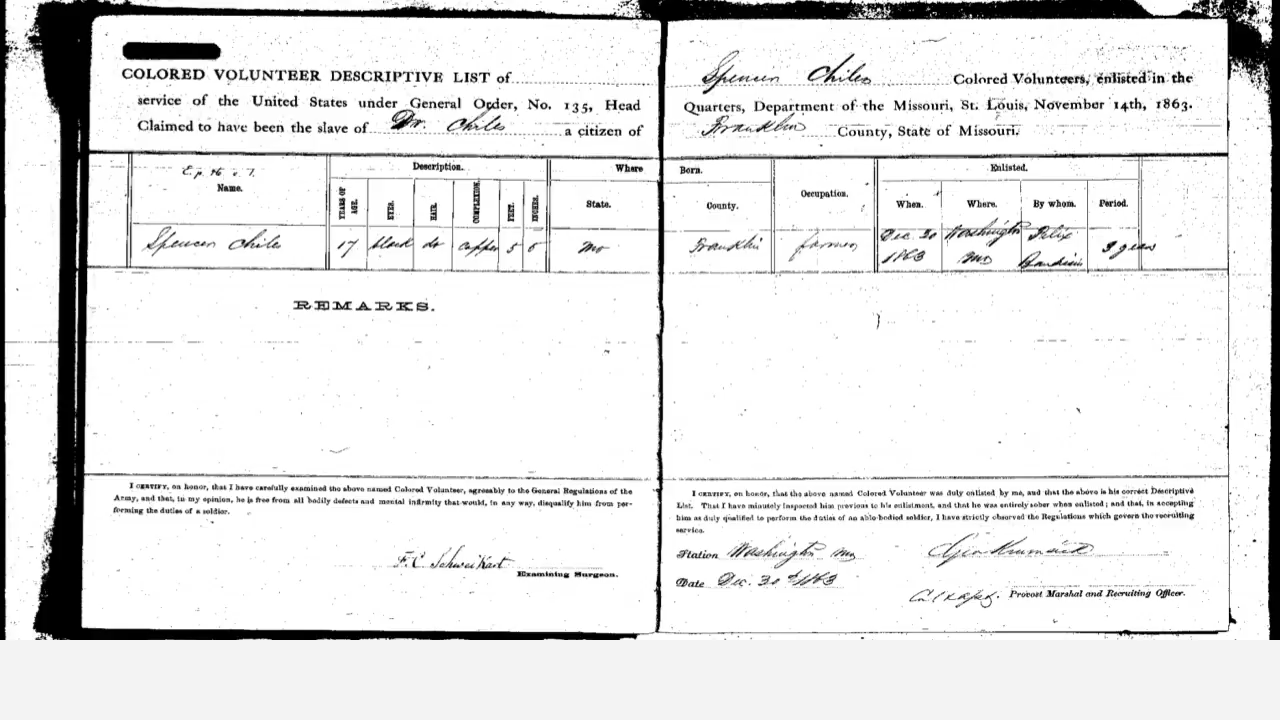 COLORED VOLUNTEER DESCRIPTIVE LIST of Spencer Chiles Colored Volunteers, enlisted in the
service of the United States under General Order, No. 135, Head Quarters, Department of the Missouri, St. Louis, November 14th, 1863.
Claimed to have been the slave of Dr. Chiles a citizen of Franklin County, State of Missouri.
Description. Where Born. Enlisted.
Name. YEARS OF AGE. EYES. HAIR. COMPLEXION. FEET. INCHES. State. County. Occupation. When. Where. By whom. Period.
Spencer Chiles 17 black do copper 5 6 Mo Franklin farmer Dec. 30 1863 Washington Mo Felix 3 years
REMARKS.
I CERTIFY, on honor, that I have carefully examined the above named Colored Volunteer, agreeably to the General Regulations of the
Army, and that, in my opinion, he is free from all bodily defects and mental infirmity that would, in any way, disqualify him from per-
forming the duties of a soldier.
F. C. Schweikart
Examining Surgeon.
I CERTIFY, on honor, that the above named Colored Volunteer was duly enlisted by me, and that the above is his correct Descriptive
List. That I have minutely inspected him previous to his enlistment, and that he was entirely sober when enlisted; and that, in accepting
him as duly qualified to perform the duties of an able-bodied soldier, I have strictly observed the Regulations which govern the recruiting
service.
Station Washington Mo
Date Dec. 30th 1863
Provost Marshal and Recruiting Officer.